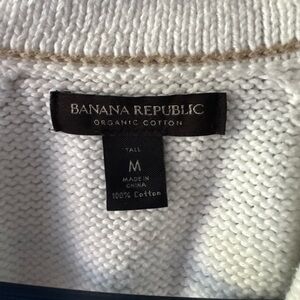 BANANA REPUBLIC
ORGANIC COTTON
TALL
M
MADE IN
CHINA
100% Cotton